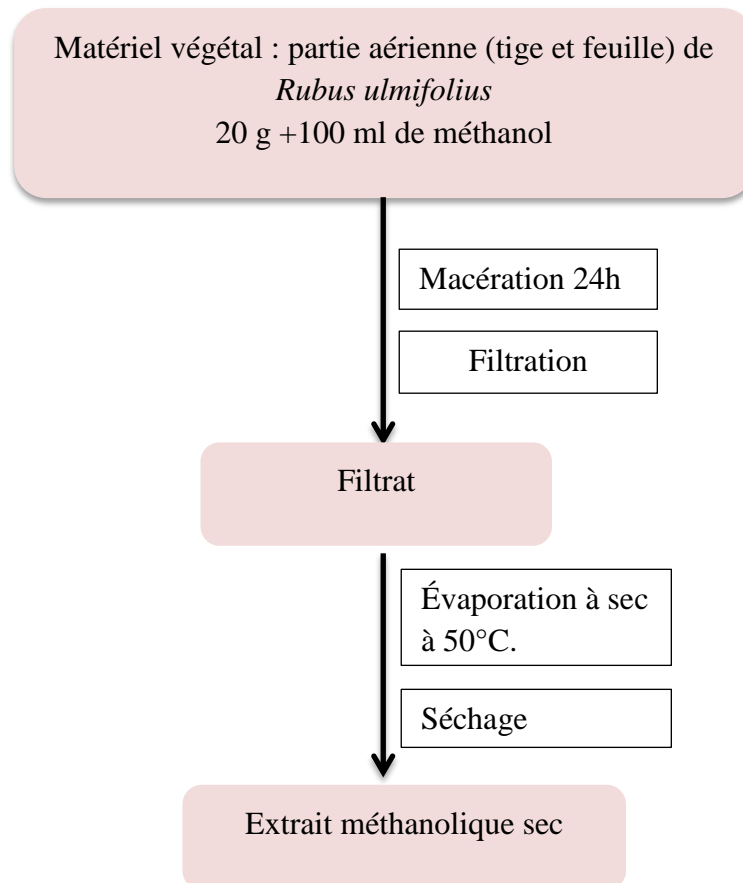 Matériel végétal : partie aérienne (tige et feuille) de
Rubus ulmifolius
20 g +100 ml de méthanol
Macération 24h
Filtration
Filtrat
Évaporation à sec
à 50°C.
Séchage
Extrait méthanolique sec